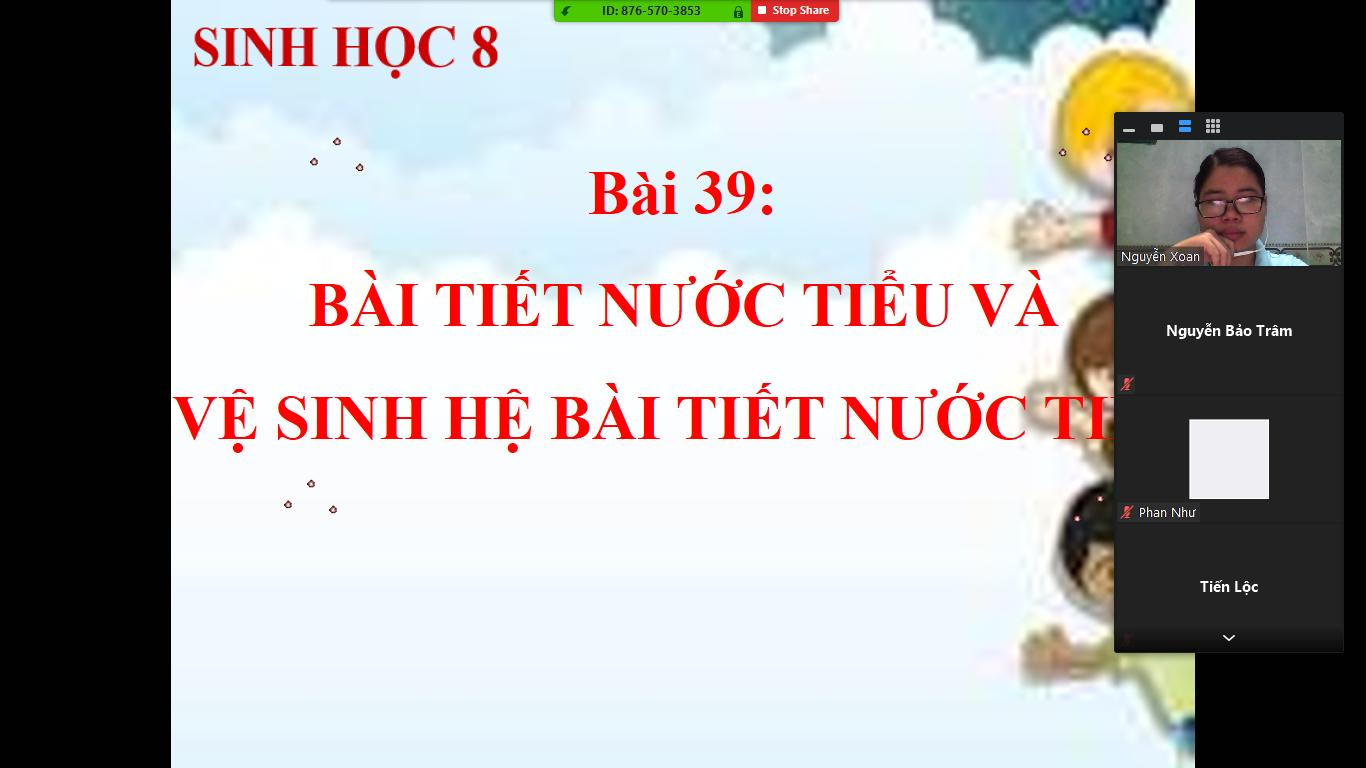 ID: 876-570-3853
Stop Share
SINH HỌC 8
Bài 39:
BÀI TIẾT NƯỚC TIỂU VÀ
VỆ SINH HỆ BÀI TIẾT NƯỚC
Nguyễn Xoan
Nguyễn Bảo Trâm
Phan Như
Tiến Lộc